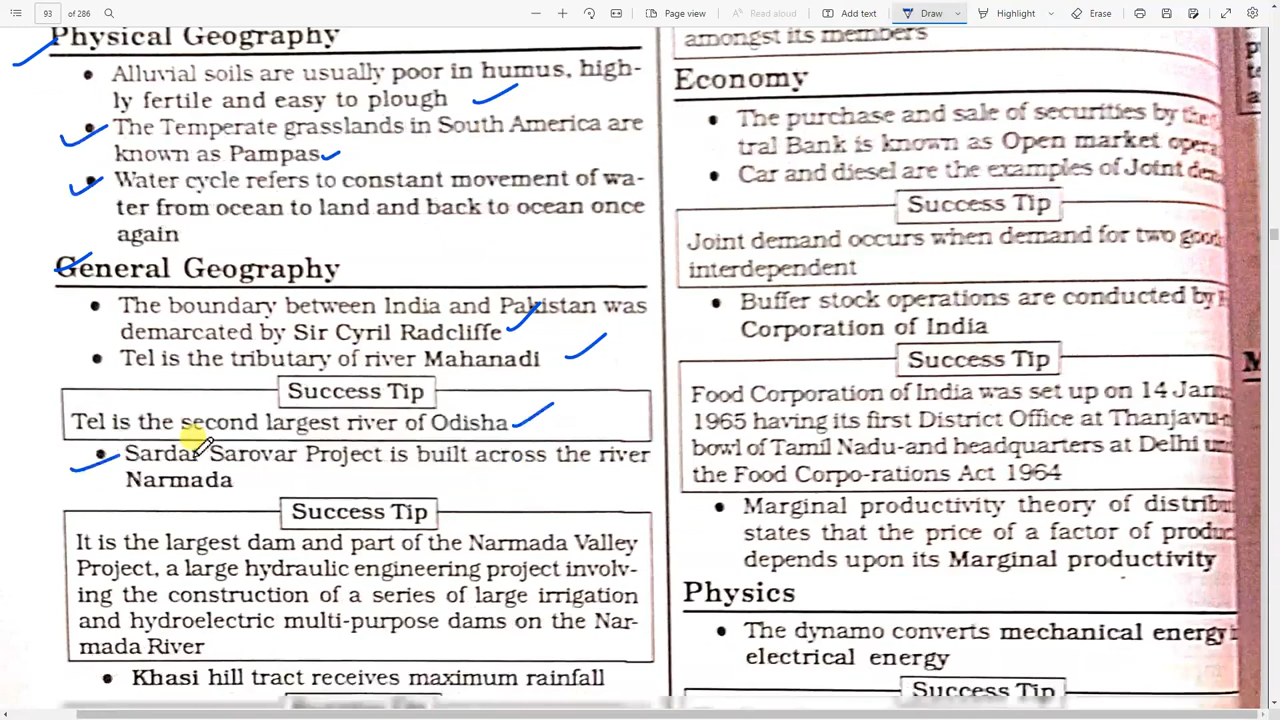 93 of 286
Page view
Read aloud
Add text
Draw
Highlight
Erase
Physical Geography
• Alluvial soils are usually poor in humus, high-
ly fertile and easy to plough
• The Temperate grasslands in South America are
known as Pampas
• Water cycle refers to constant movement of wa-
ter from ocean to land and back to ocean once
again
General Geography
• The boundary between India and Pakistan was
demarcated by Sir Cyril Radcliffe
• Tel is the tributary of river Mahanadi
Success Tip
Tel is the second largest river of Odisha
• Sardar Sarovar Project is built across the river
Narmada
Success Tip
It is the largest dam and part of the Narmada Valley
Project, a large hydraulic engineering project involv-
ing the construction of a series of large irrigation
and hydroelectric multi-purpose dams on the Nar-
mada River
• Khasi hill tract receives maximum rainfall
amongst its members
Economy
• The purchase and sale of securities by the
tral Bank is known as Open market
• Car and diesel are the examples of Joint
Success Tip
Joint demand occurs when demand for two
interdependent
• Buffer stock operations are conducted by
Corporation of India
Success Tip
Food Corporation of India was set up on 14
1965 having its first District Office at
bowl of Tamil Nadu-and headquarters at Delhi
the Food Corpo-rations Act 1964
• Marginal productivity theory of
states that the price of a factor of
depends upon its Marginal productivity
Physics
• The dynamo converts mechanical energy
electrical energy
Success Tip